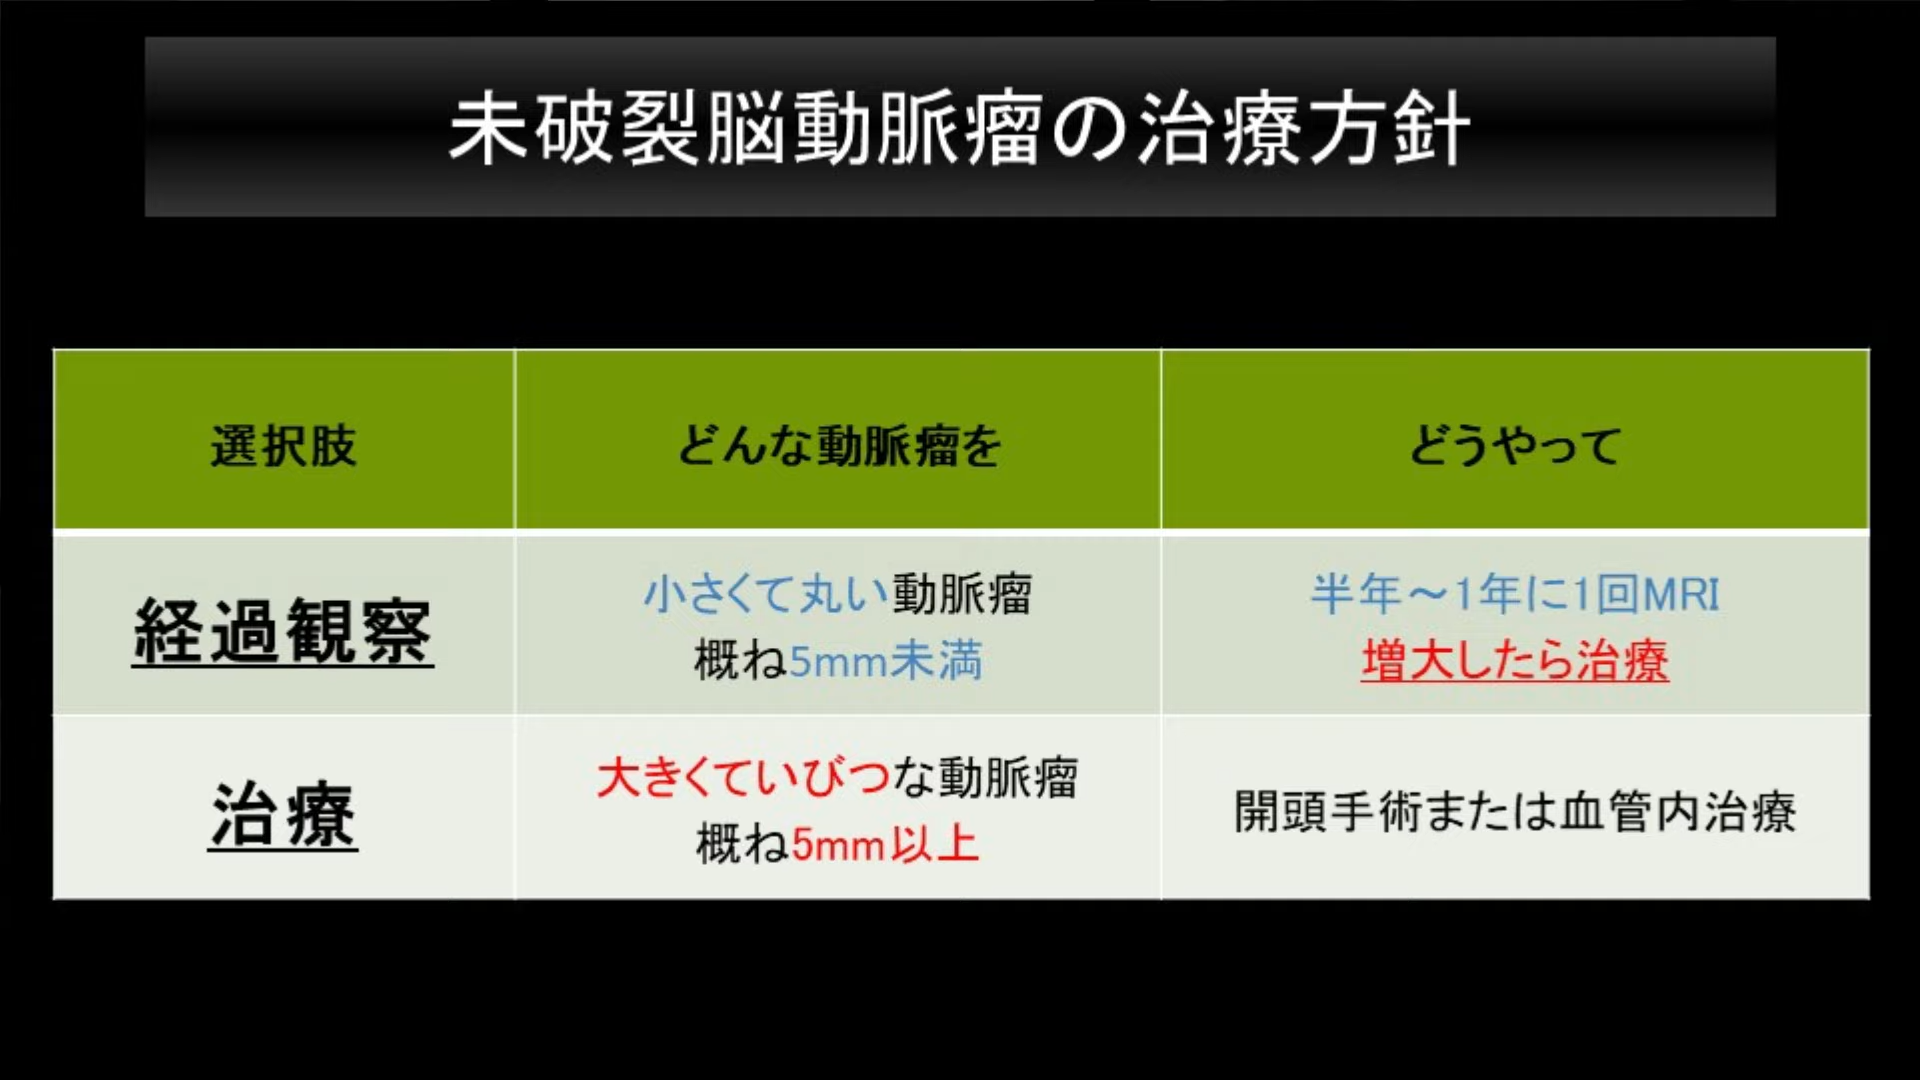 未破裂脳動脈瘤の治療方針
選択肢
どんな動脈瘤を
どうやって
経過観察
小さくて丸い動脈瘤
概ね5mm未満
半年～1年に1回MRI
増大したら治療
治療
大きくていびつな動脈瘤
概ね5mm以上
開頭手術または血管内治療